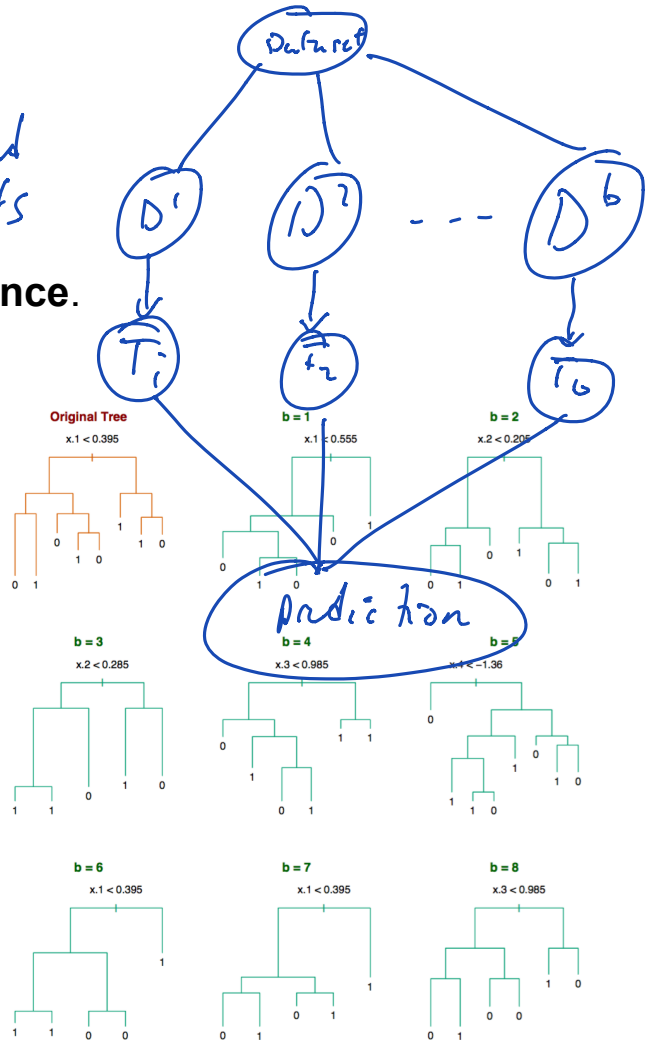 Dataset
D¹ D² - - - Dᵇ
nce.
T₁ t₂ T_b
Original Tree b = 1 b = 2
x.1 < 0.395 x.1 < 0.555 x.2 < 0.205
1 0 1
0 0 0 1
1 0 1 0
0 1 1 0 0 1 0 1
prediction
b = 3 b = 4 b = 5
x.2 < 0.285 x.3 < 0.985 x.4 < −1.36
0
0 1 1
0
1 1
1 0 1 0
0
1 1 0 1 1 1 0
b = 6 b = 7 b = 8
x.1 < 0.395 x.1 < 0.395 x.3 < 0.985
1
1 1 0
0 1 0 0
1 1 0 0 0 1 0 1